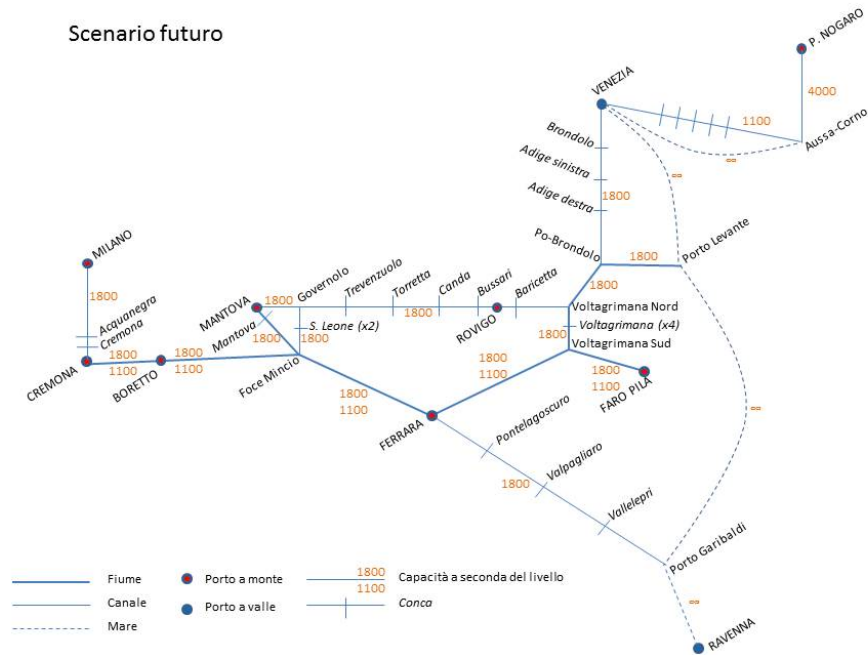 Scenario futuro
P. NOGARO
4000
VENEZIA
1100
Aussa-Corno
∞
Brondolo
Adige sinistra
∞
1800
Adige destra
Po-Brondolo
1800
Porto Levante
MILANO
1800
Acquanegra
Cremona
MANTOVA
1800
Governolo
Trevenzuolo
Torretta
1800
Canda
Bussari
ROVIGO
Baricetta
1800
Voltagrimana Nord
Mantova
1800
S. Leone (x2)
1800
1800
Voltagrimana (x4)
Voltagrimana Sud
1800
1100
CREMONA
1800
1100
BORETTO
Foce Mincio
1800
1100
1800
1100
FARO PILA
1800
1100
FERRARA
Pontelagoscuro
∞
1800
Valpagliaro
Vallelepri
Porto Garibaldi
∞
RAVENNA
Fiume
Porto a monte
1800
1100
Capacità a seconda del livello
Canale
Porto a valle
Conca
Mare